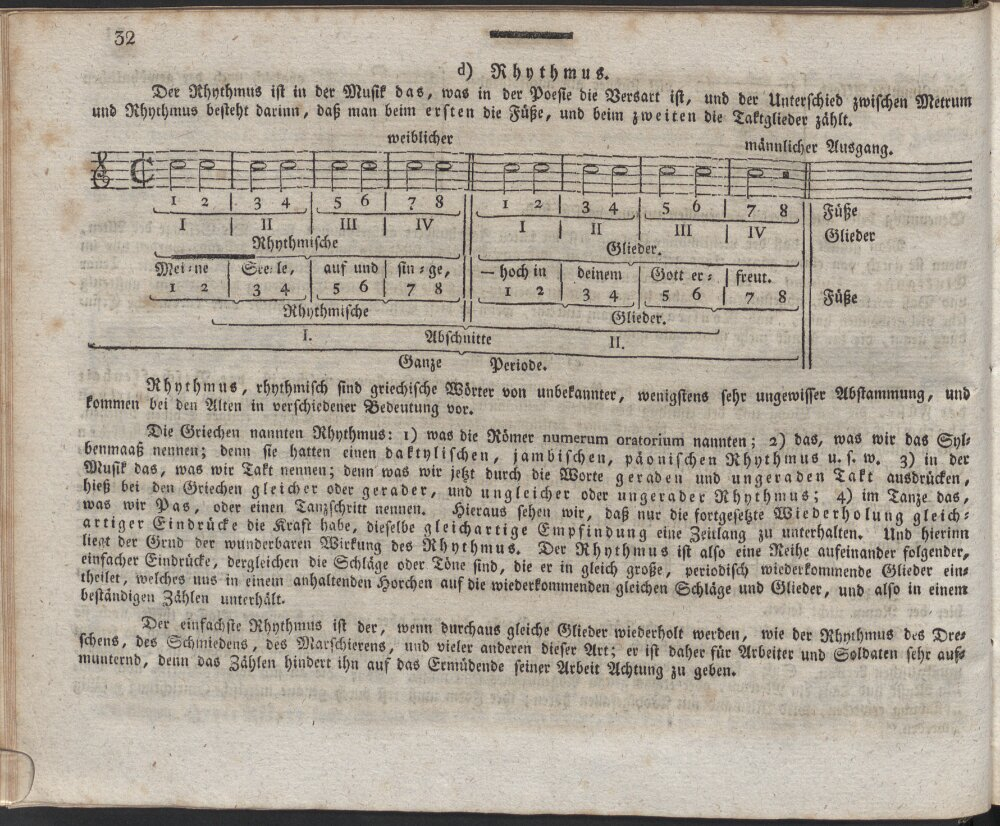 32
d) Rhythmus.
Der Rhythmus ist in der Musik das, was in der Poesie die Versart ist, und der Unterschied zwischen Metrum
und Rhythmus besteht darinn, daß man beim ersten die Füße, und beim zweiten die Taktglieder zählt.
weiblicher männlicher Ausgang.
1 2 3 4 5 6 7 8 1 2 3 4 5 6 7 8 Füße
I II III IV I II III IV Glieder
Rhythmische Glieder.
Mei=ne See=le, auf und sin=ge, — hoch in deinem Gott er= freut.
1 2 3 4 5 6 7 8 1 2 3 4 5 6 7 8 Füße
Rhythmische Glieder.
I. Abschnitte II.
Ganze Periode.
Rhythmus, rhythmisch sind griechische Wörter von unbekannter, wenigstens sehr ungewisser Abstammung, und
kommen bei den Alten in verschiedener Bedeutung vor.
Die Griechen nannten Rhythmus: 1) was die Römer numerum oratorium nannten; 2) das, was wir das Syl=
benmaaß nennen; denn sie hatten einen daktylischen, jambischen, päonischen Rhythmus u. s. w. 3) in der
Musik das, was wir Takt nennen; denn was wir jetzt durch die Worte geraden und ungeraden Takt ausdrücken,
hieß bei den Griechen gleicher oder gerader, und ungleicher oder ungerader Rhythmus; 4) im Tanze das,
was wir Pas, oder einen Tanzschritt nennen. Hieraus sehen wir, daß nur die fortgesetzte Wiederholung gleich=
artiger Eindrücke die Kraft habe, dieselbe gleichartige Empfindung eine Zeitlang zu unterhalten. Und hierinn
liegt der Grund der wunderbaren Wirkung des Rhythmus. Der Rhythmus ist also eine Reihe aufeinander folgender,
einfacher Eindrücke, dergleichen die Schläge oder Töne sind, die er in gleich große, periodisch wiederkommende Glieder ein=
theilet, welches uns in einem anhaltenden Horchen auf die wiederkommenden gleichen Schläge und Glieder, und also in einem
beständigen Zählen unterhält.
Der einfachste Rhythmus ist der, wenn durchaus gleiche Glieder wiederholt werden, wie der Rhythmus des Dre=
schens, des Schmiedens, des Marschierens, und vieler anderen dieser Art; er ist daher für Arbeiter und Soldaten sehr auf=
munternd, denn das Zählen hindert ihn auf das Ermüdende seiner Arbeit Achtung zu geben.